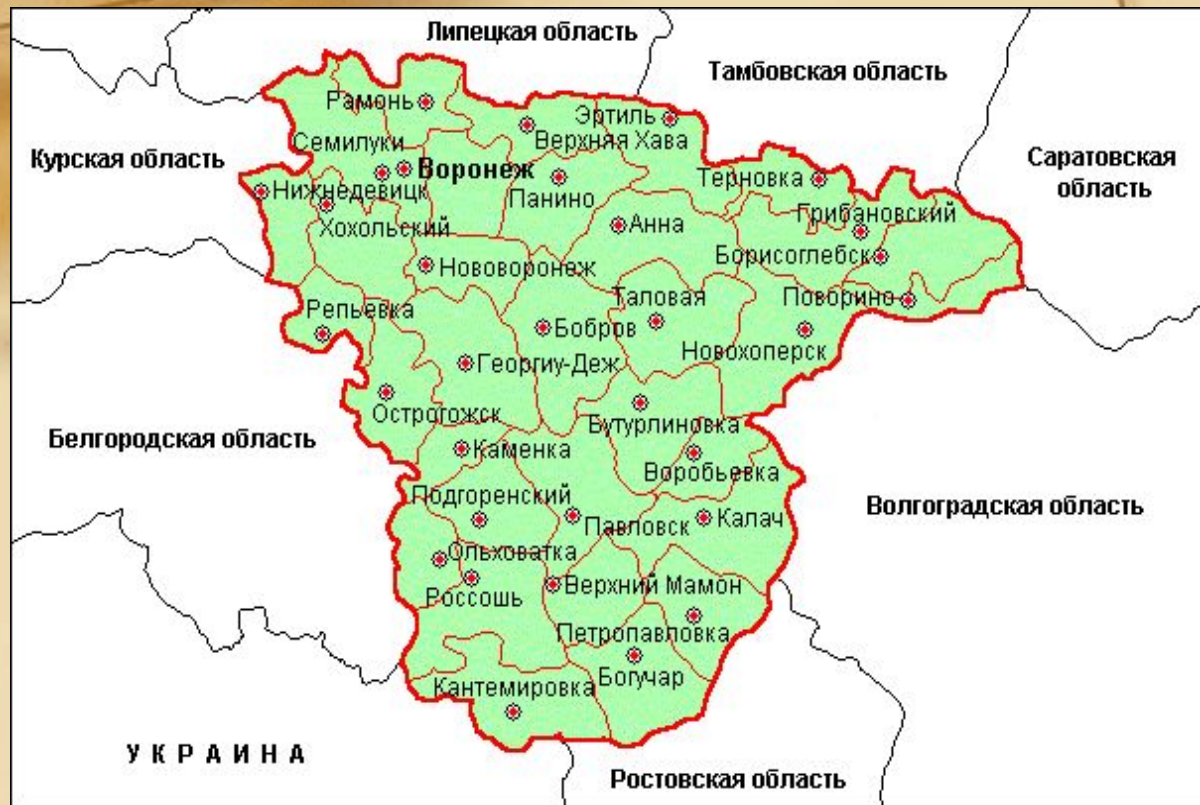 Липецкая область
Тамбовская область
Курская область
Саратовская
область
Рамонь
Эртиль
Верхняя Хава
Семилуки
Воронеж
Нижнедевицк
Панино
Терновка
Хохольский
Анна
Грибановский
Борисоглебск
Нововоронеж
Репьевка
Таловая
Поворино
Бобров
Новохоперск
Георгиу-Деж
Острогожск
Бутурлиновка
Белгородская область
Каменка
Воробьевка
Подгоренский
Волгоградская область
Павловск
Калач
Ольховатка
Россошь
Верхний Мамон
Петропавловка
Богучар
Кантемировка
УКРАИНА
Ростовская область